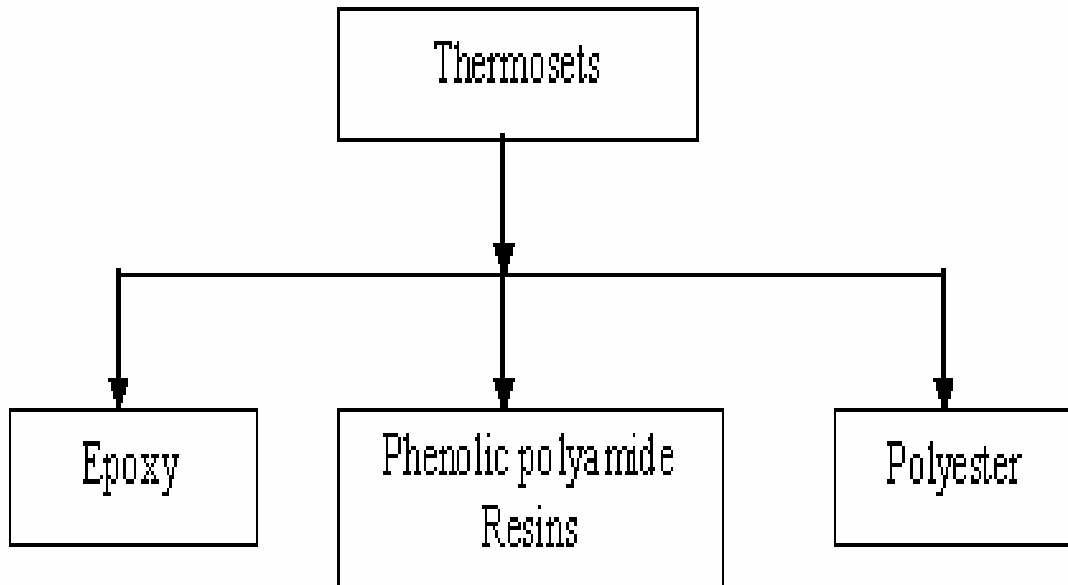 Thermosets
Epoxy
Phenolic polyamide
Resins
Polyester